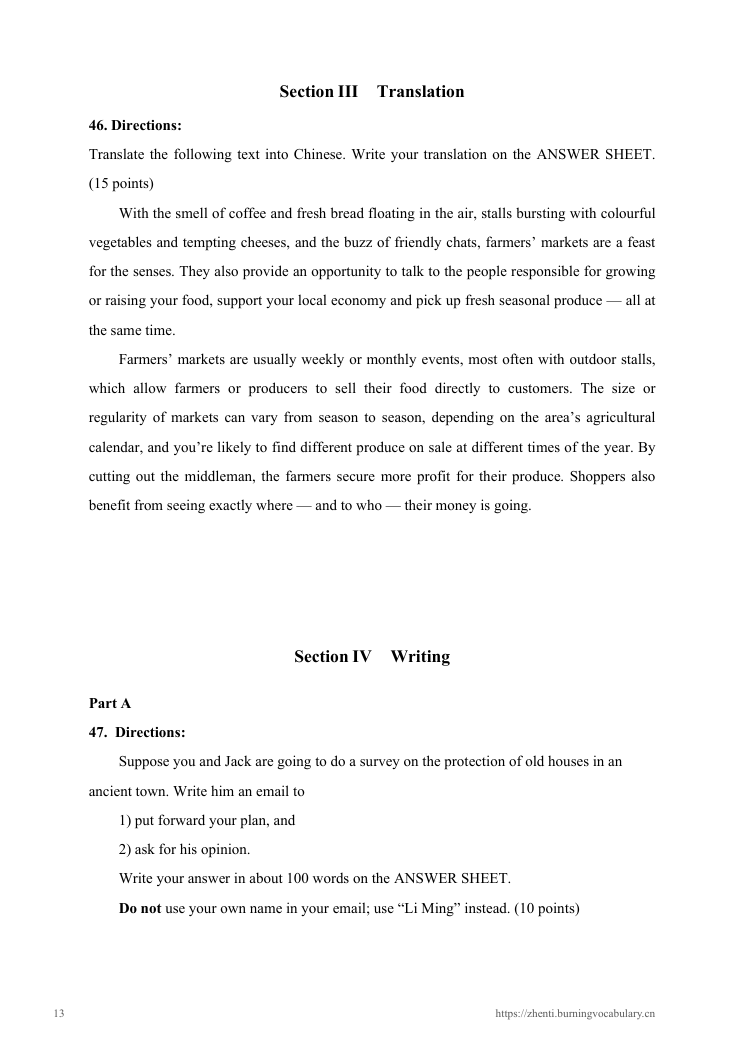 Section III Translation
46. Directions:
Translate the following text into Chinese. Write your translation on the ANSWER SHEET.
(15 points)
With the smell of coffee and fresh bread floating in the air, stalls bursting with colourful
vegetables and tempting cheeses, and the buzz of friendly chats, farmers’ markets are a feast
for the senses. They also provide an opportunity to talk to the people responsible for growing
or raising your food, support your local economy and pick up fresh seasonal produce — all at
the same time.
Farmers’ markets are usually weekly or monthly events, most often with outdoor stalls,
which allow farmers or producers to sell their food directly to customers. The size or
regularity of markets can vary from season to season, depending on the area’s agricultural
calendar, and you’re likely to find different produce on sale at different times of the year. By
cutting out the middleman, the farmers secure more profit for their produce. Shoppers also
benefit from seeing exactly where — and to who — their money is going.
Section IV Writing
Part A
47. Directions:
Suppose you and Jack are going to do a survey on the protection of old houses in an
ancient town. Write him an email to
1) put forward your plan, and
2) ask for his opinion.
Write your answer in about 100 words on the ANSWER SHEET.
Do not use your own name in your email; use “Li Ming” instead. (10 points)
13 https://zhenti.burningvocabulary.cn